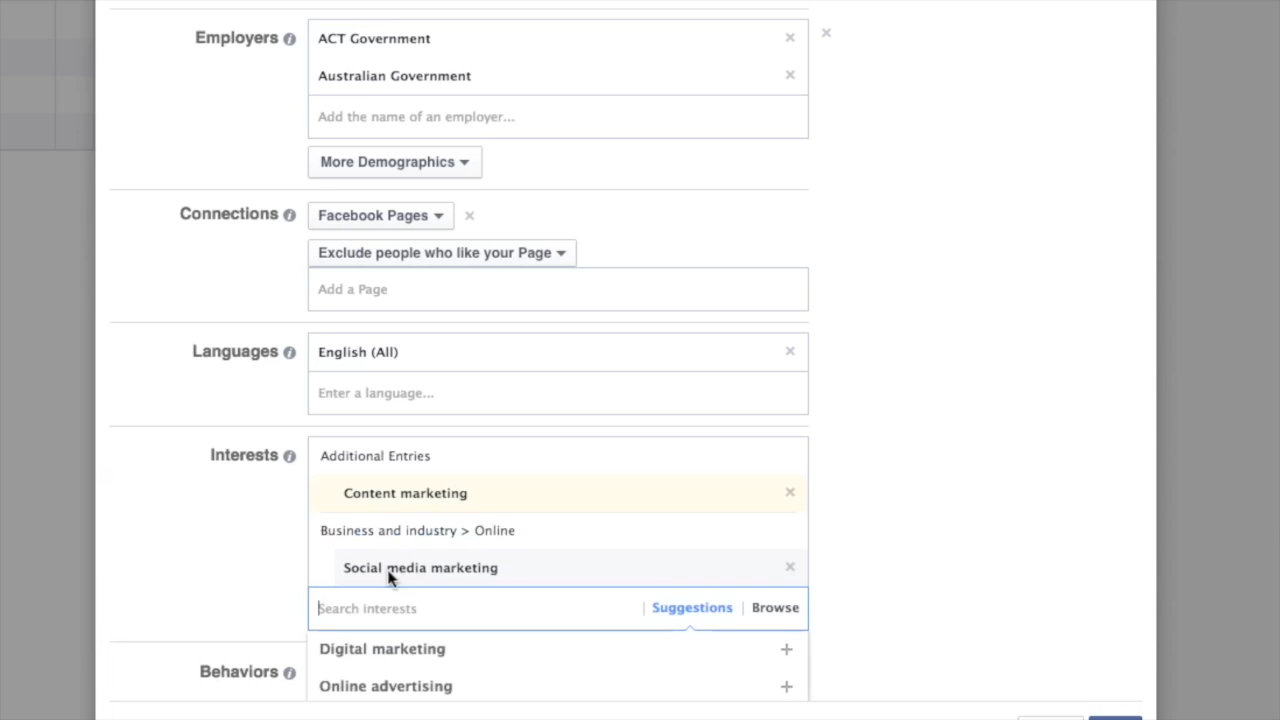 Employers
ACT Government
Australian Government
Add the name of an employer...
More Demographics
Connections
Facebook Pages
Exclude people who like your Page
Add a Page
Languages
English (All)
Enter a language...
Interests
Additional Entries
Content marketing
Business and industry > Online
Social media marketing
Search interests | Suggestions | Browse
Digital marketing
Online advertising
Behaviors